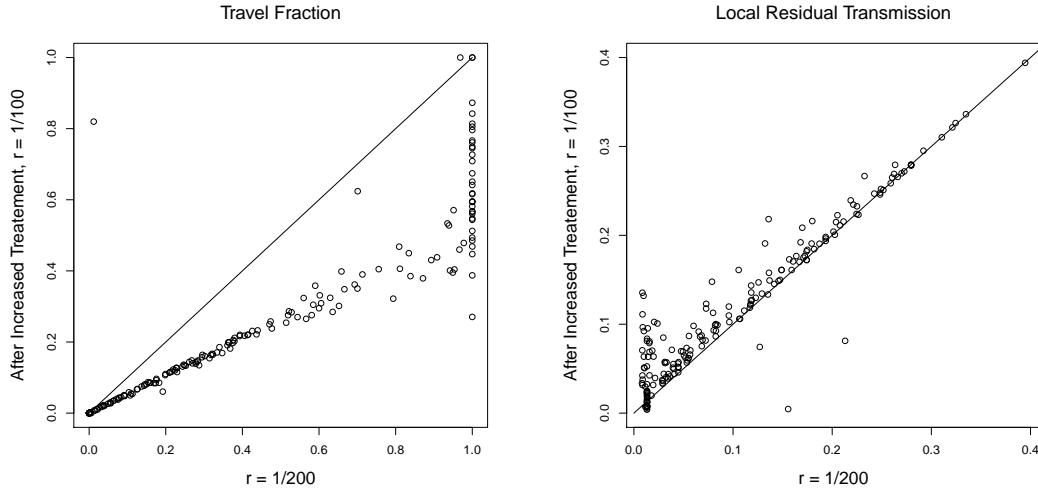 Travel Fraction
After Increased Treatement, r = 1/100
1.0
0.8
0.6
0.4
0.2
0.0
0.0 0.2 0.4 0.6 0.8 1.0
r = 1/200
Local Residual Transmission
After Increased Treatement, r = 1/100
0.4
0.3
0.2
0.1
0.0
0.0 0.1 0.2 0.3 0.4
r = 1/200